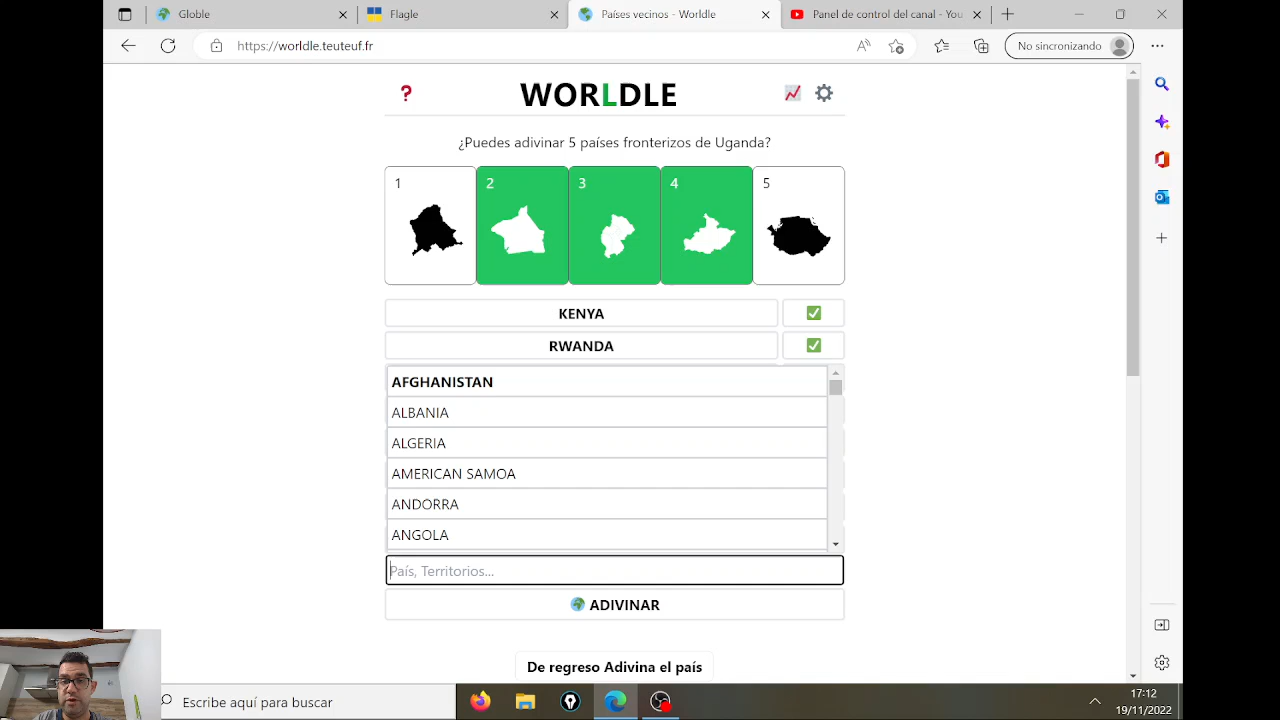 Globle
Flagle
Países vecinos - Worldle
Panel de control del canal - You
https://worldle.teuteuf.fr
No sincronizando
?
WORLDLE
¿Puedes adivinar 5 países fronterizos de Uganda?
1
2
3
4
5
KENYA
RWANDA
AFGHANISTAN
ALBANIA
ALGERIA
AMERICAN SAMOA
ANDORRA
ANGOLA
País, Territorios...
ADIVINAR
De regreso Adivina el país
Escribe aquí para buscar
17:12
19/11/2022